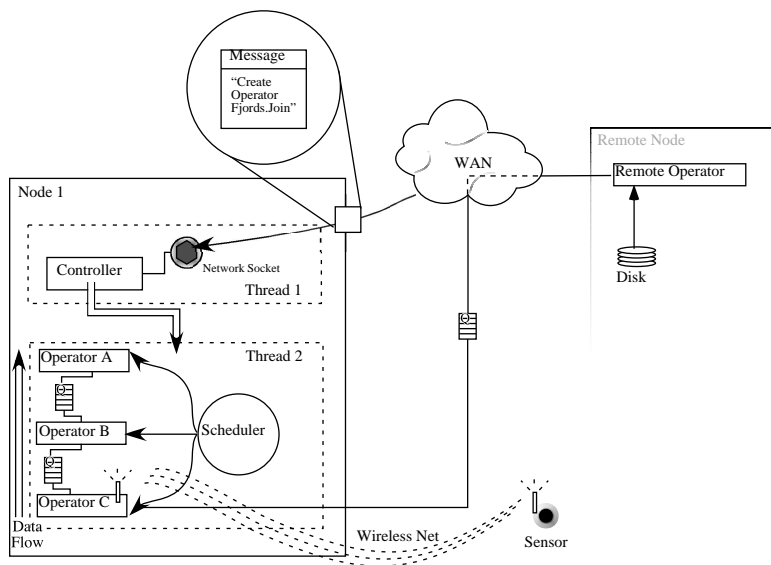 Message
“Create
Operator
Fjords.Join”
WAN
Remote Node
Remote Operator
Disk
Node 1
Network Socket
Controller
Thread 1
Thread 2
Operator A
Scheduler
Operator B
Operator C
Data
Flow
Wireless Net
Sensor